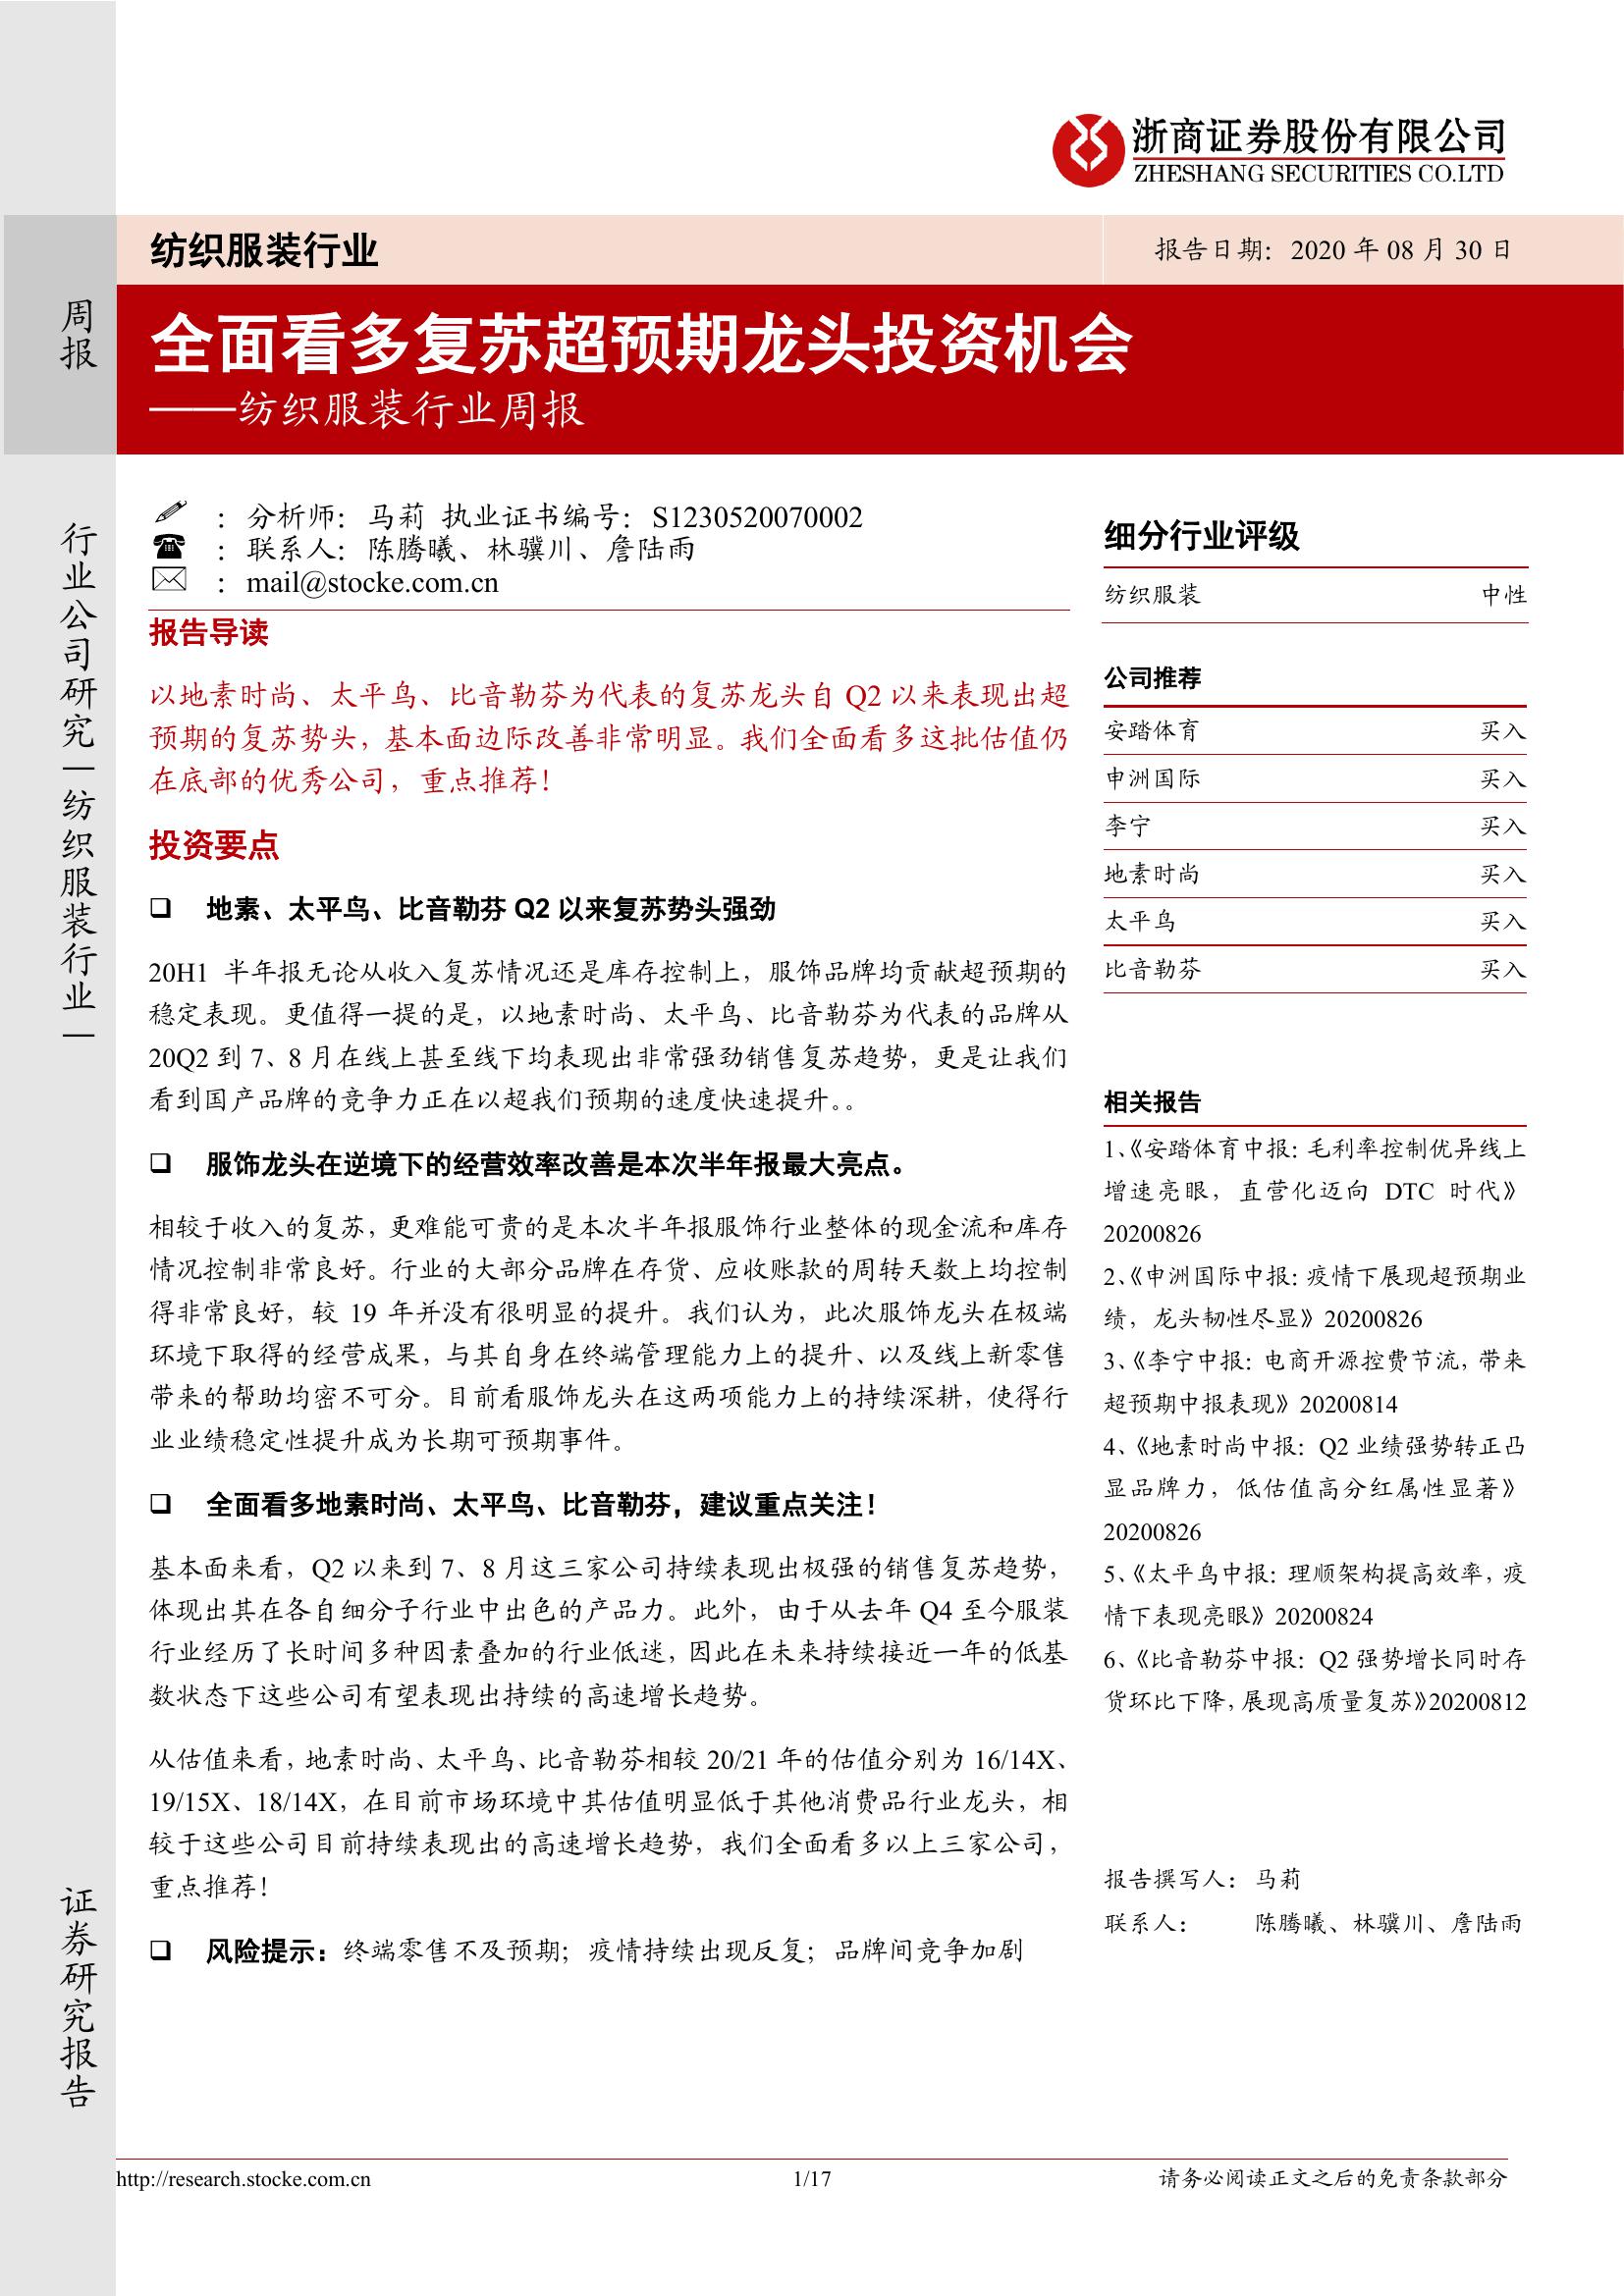 浙商证券股份有限公司
ZHESHANG SECURITIES CO.LTD
纺织服装行业
报告日期：2020 年 08 月 30 日
周报
全面看多复苏超预期龙头投资机会
——纺织服装行业周报
行业公司研究｜纺织服装行业｜
证券研究报告
：分析师：马莉 执业证书编号：S1230520070002
：联系人：陈腾曦、林骥川、詹陆雨
：mail@stocke.com.cn
报告导读
以地素时尚、太平鸟、比音勒芬为代表的复苏龙头自 Q2 以来表现出超
预期的复苏势头，基本面边际改善非常明显。我们全面看多这批估值仍
在底部的优秀公司，重点推荐！
投资要点
❑ 地素、太平鸟、比音勒芬 Q2 以来复苏势头强劲
20H1 半年报无论从收入复苏情况还是库存控制上，服饰品牌均贡献超预期的
稳定表现。更值得一提的是，以地素时尚、太平鸟、比音勒芬为代表的品牌从
20Q2 到 7、8 月在线上甚至线下均表现出非常强劲销售复苏趋势，更是让我们
看到国产品牌的竞争力正在以超我们预期的速度快速提升。。
❑ 服饰龙头在逆境下的经营效率改善是本次半年报最大亮点。
相较于收入的复苏，更难能可贵的是本次半年报服饰行业整体的现金流和库存
情况控制非常良好。行业的大部分品牌在存货、应收账款的周转天数上均控制
得非常良好，较 19 年并没有很明显的提升。我们认为，此次服饰龙头在极端
环境下取得的经营成果，与其自身在终端管理能力上的提升、以及线上新零售
带来的帮助均密不可分。目前看服饰龙头在这两项能力上的持续深耕，使得行
业业绩稳定性提升成为长期可预期事件。
❑ 全面看多地素时尚、太平鸟、比音勒芬，建议重点关注！
基本面来看，Q2 以来到 7、8 月这三家公司持续表现出极强的销售复苏趋势，
体现出其在各自细分子行业中出色的产品力。此外，由于从去年 Q4 至今服装
行业经历了长时间多种因素叠加的行业低迷，因此在未来持续接近一年的低基
数状态下这些公司有望表现出持续的高速增长趋势。
从估值来看，地素时尚、太平鸟、比音勒芬相较 20/21 年的估值分别为 16/14X、
19/15X、18/14X，在目前市场环境中其估值明显低于其他消费品行业龙头，相
较于这些公司目前持续表现出的高速增长趋势，我们全面看多以上三家公司，
重点推荐！
❑ 风险提示：终端零售不及预期；疫情持续出现反复；品牌间竞争加剧
细分行业评级
纺织服装 中性
公司推荐
安踏体育 买入
申洲国际 买入
李宁 买入
地素时尚 买入
太平鸟 买入
比音勒芬 买入
相关报告
1、《安踏体育中报：毛利率控制优异线上
增速亮眼，直营化迈向 DTC 时代》
20200826
2、《申洲国际中报：疫情下展现超预期业
绩，龙头韧性尽显》20200826
3、《李宁中报：电商开源控费节流，带来
超预期中报表现》20200814
4、《地素时尚中报：Q2 业绩强势转正凸
显品牌力，低估值高分红属性显著》
20200826
5、《太平鸟中报：理顺架构提高效率，疫
情下表现亮眼》20200824
6、《比音勒芬中报：Q2 强势增长同时存
货环比下降，展现高质量复苏》20200812
报告撰写人：马莉
联系人：陈腾曦、林骥川、詹陆雨
http://research.stocke.com.cn
1/17
请务必阅读正文之后的免责条款部分